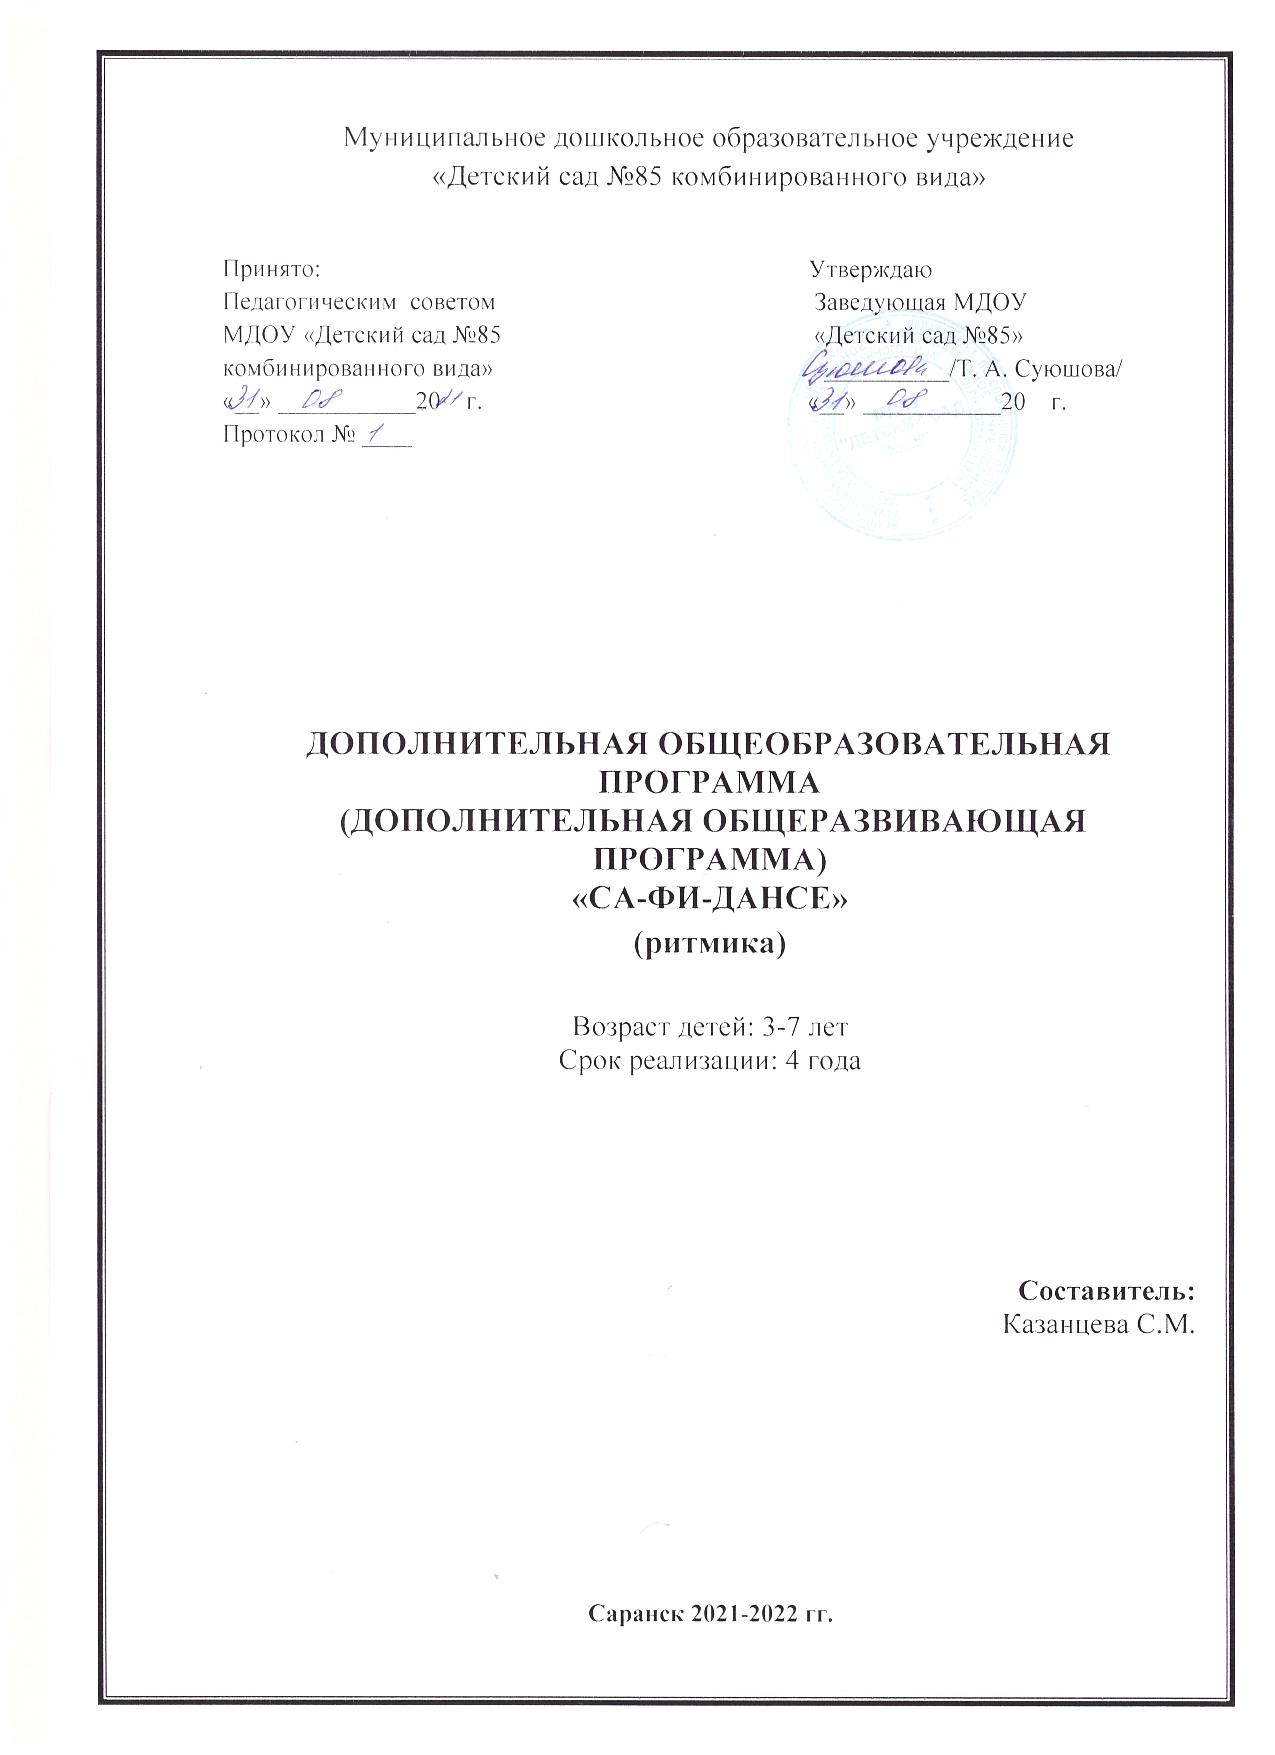 Муниципальное дошкольное образовательное учреждение
«Детский сад №85 комбинированного вида»
Принято:
Педагогическим советом
МДОУ «Детский сад №85
комбинированного вида»
«31» 08 20 г.
Протокол № 1
Утверждаю
Заведующая МДОУ
«Детский сад №85»
Суюшова /Т. А. Суюшова/
«31» 08 20 г.
"ДЕТСКИЙ САД
ДОПОЛНИТЕЛЬНАЯ ОБЩЕОБРАЗОВАТЕЛЬНАЯ
ПРОГРАММА
(ДОПОЛНИТЕЛЬНАЯ ОБЩЕРАЗВИВАЮЩАЯ
ПРОГРАММА)
«СА-ФИ-ДАНСЕ»
(ритмика)
Возраст детей: 3-7 лет
Срок реализации: 4 года
Составитель:
Казанцева С.М.
Саранск 2021-2022 гг.